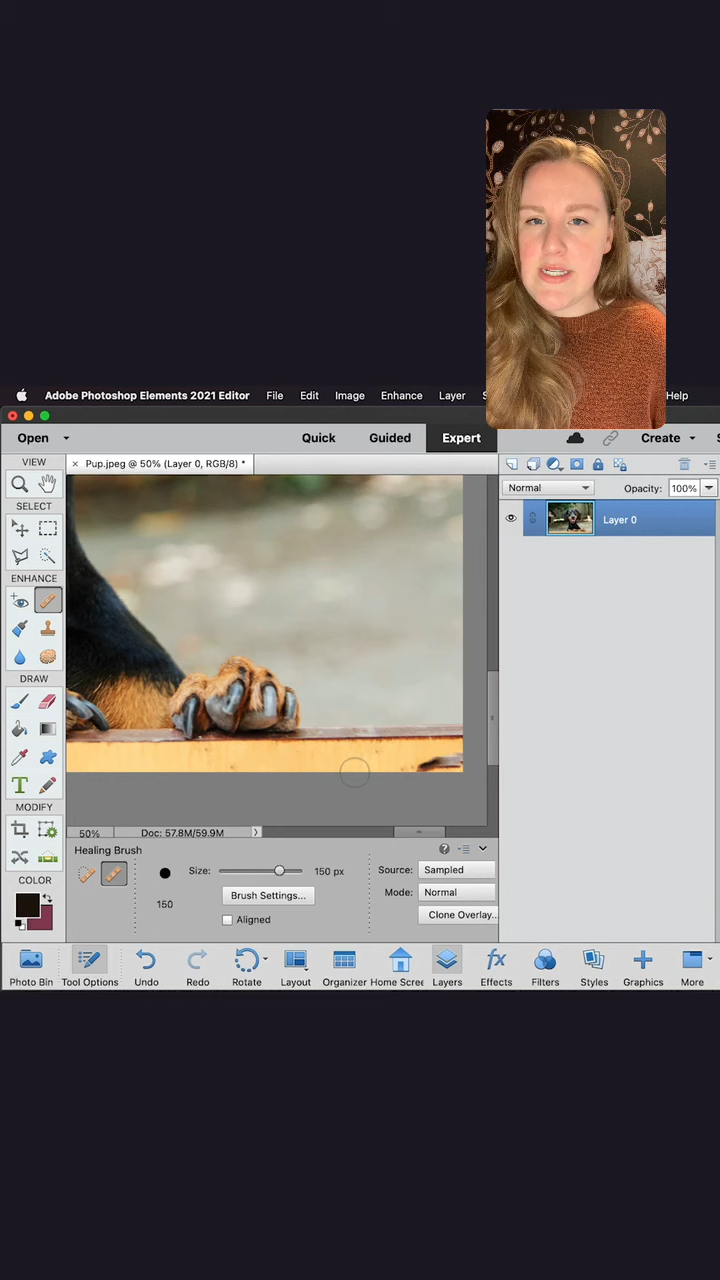 Adobe Photoshop Elements 2021 Editor File Edit Image Enhance Layer Help
Open Quick Guided Expert Create
VIEW
Pup.jpeg @ 50% (Layer 0, RGB/8) *
Normal Opacity: 100%
SELECT
Layer 0
ENHANCE
DRAW
T
MODIFY
50% Doc: 57.8M/59.9M
Healing Brush
Size: 150 px Source: Sampled
COLOR
Brush Settings... Mode: Normal
150
Aligned Clone Overlay...
fx
Photo Bin Tool Options Undo Redo Rotate Layout Organizer Home Scree Layers Effects Filters Styles Graphics More